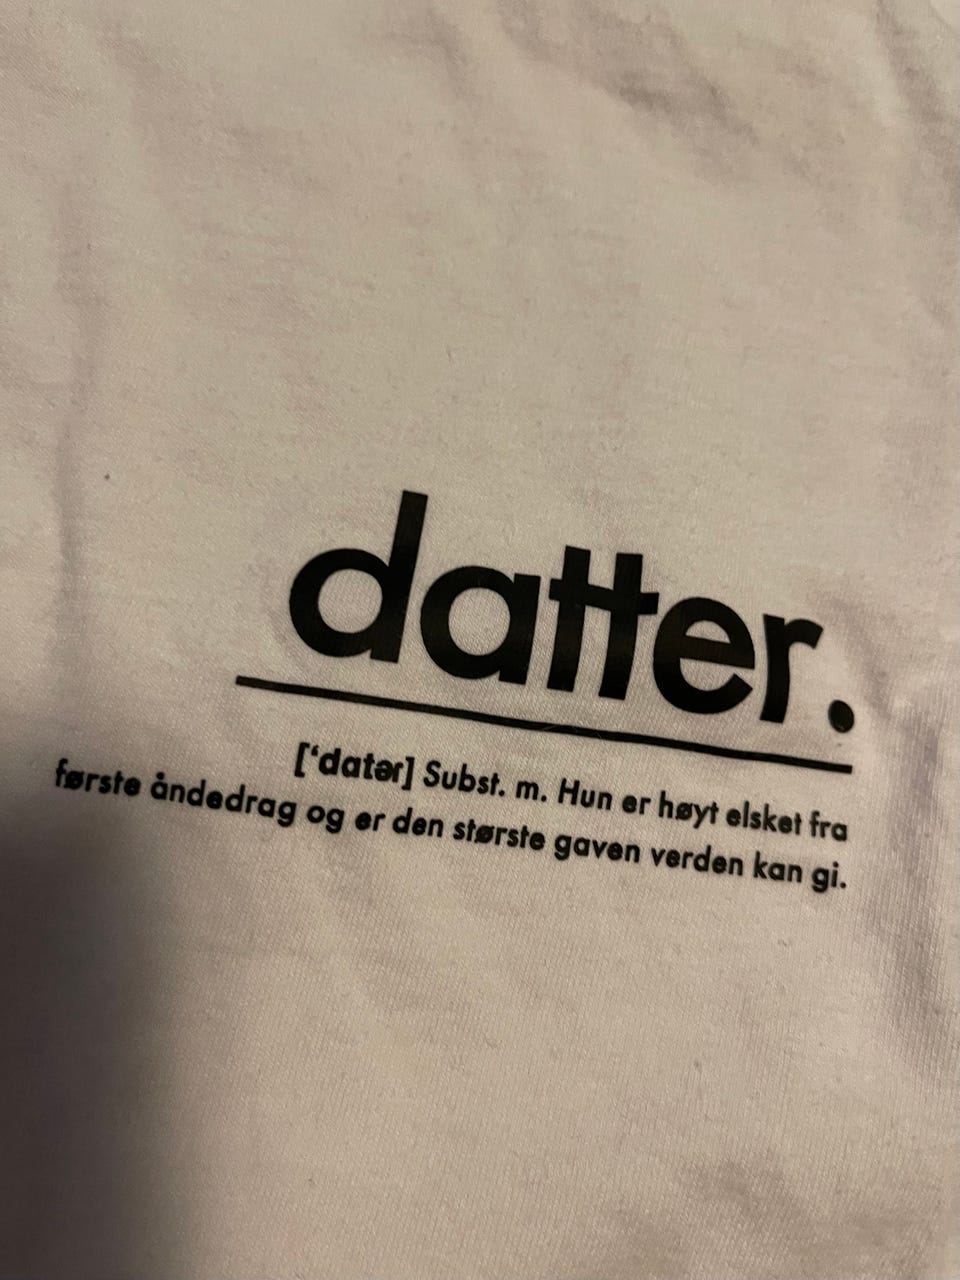 datter.
[‘datər] Subst. m. Hun er høyt elsket fra
første åndedrag og er den største gaven verden kan gi.